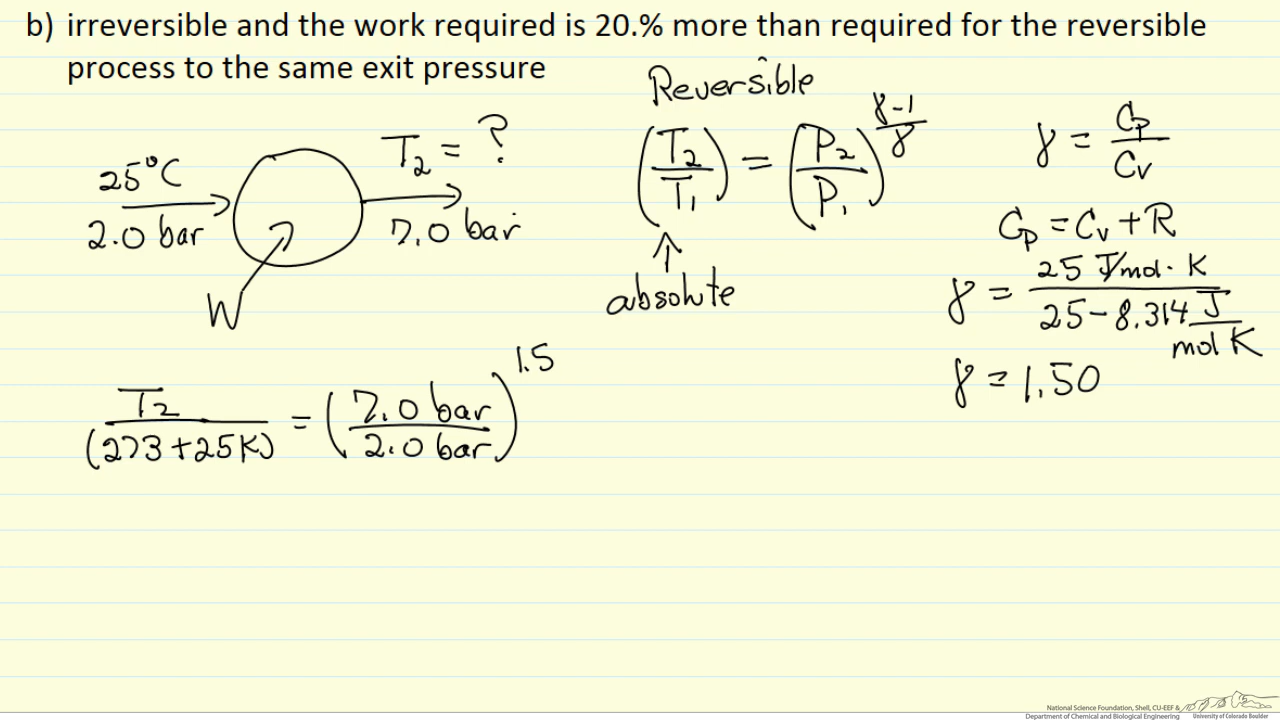 b) irreversible and the work required is 20.% more than required for the reversible
process to the same exit pressure
Reversible
25°C
2.0 bar
W
T₂ = ?
7.0 bar
(T₂/T₁) = (P₂/P₁)^(γ-1/γ)
absolute
γ = Cp/Cv
Cp = Cv + R
γ = 25 J/mol·K / 25-8.314 J/mol K
γ = 1.50
T₂/(273+25K) = (7.0 bar/2.0 bar)^1.5
National Science Foundation, Shell, CU-EEF &
Department of Chemical and Biological Engineering
University of Colorado Boulder